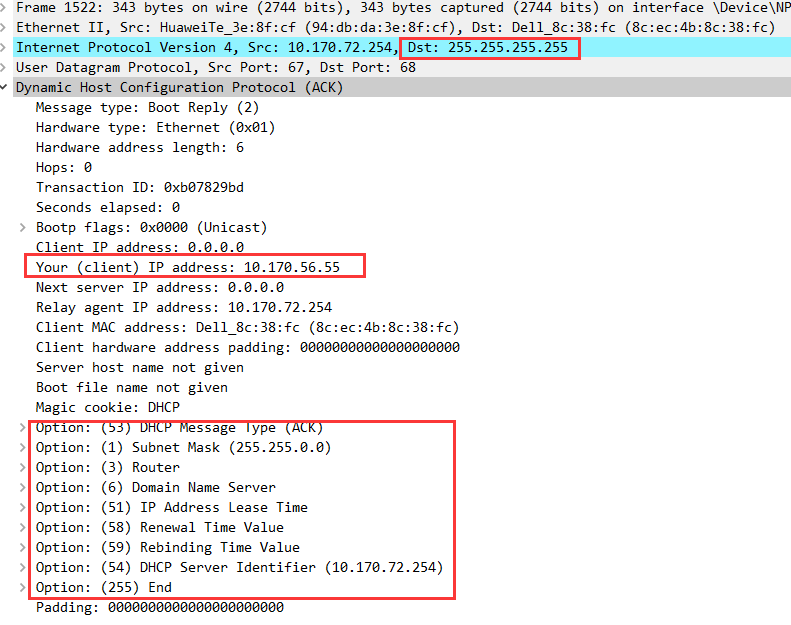 Frame 1522: 343 bytes on wire (2744 bits), 343 bytes captured (2744 bits) on interface \Device\NP
Ethernet II, Src: HuaweiTe_3e:8f:cf (94:db:da:3e:8f:cf), Dst: Dell_8c:38:fc (8c:ec:4b:8c:38:fc)
Internet Protocol Version 4, Src: 10.170.72.254, Dst: 255.255.255.255
User Datagram Protocol, Src Port: 67, Dst Port: 68
Dynamic Host Configuration Protocol (ACK)
Message type: Boot Reply (2)
Hardware type: Ethernet (0x01)
Hardware address length: 6
Hops: 0
Transaction ID: 0xb07829bd
Seconds elapsed: 0
Bootp flags: 0x0000 (Unicast)
Client IP address: 0.0.0.0
Your (client) IP address: 10.170.56.55
Next server IP address: 0.0.0.0
Relay agent IP address: 10.170.72.254
Client MAC address: Dell_8c:38:fc (8c:ec:4b:8c:38:fc)
Client hardware address padding: 00000000000000000000
Server host name not given
Boot file name not given
Magic cookie: DHCP
Option: (53) DHCP Message Type (ACK)
Option: (1) Subnet Mask (255.255.0.0)
Option: (3) Router
Option: (6) Domain Name Server
Option: (51) IP Address Lease Time
Option: (58) Renewal Time Value
Option: (59) Rebinding Time Value
Option: (54) DHCP Server Identifier (10.170.72.254)
Option: (255) End
Padding: 0000000000000000000000